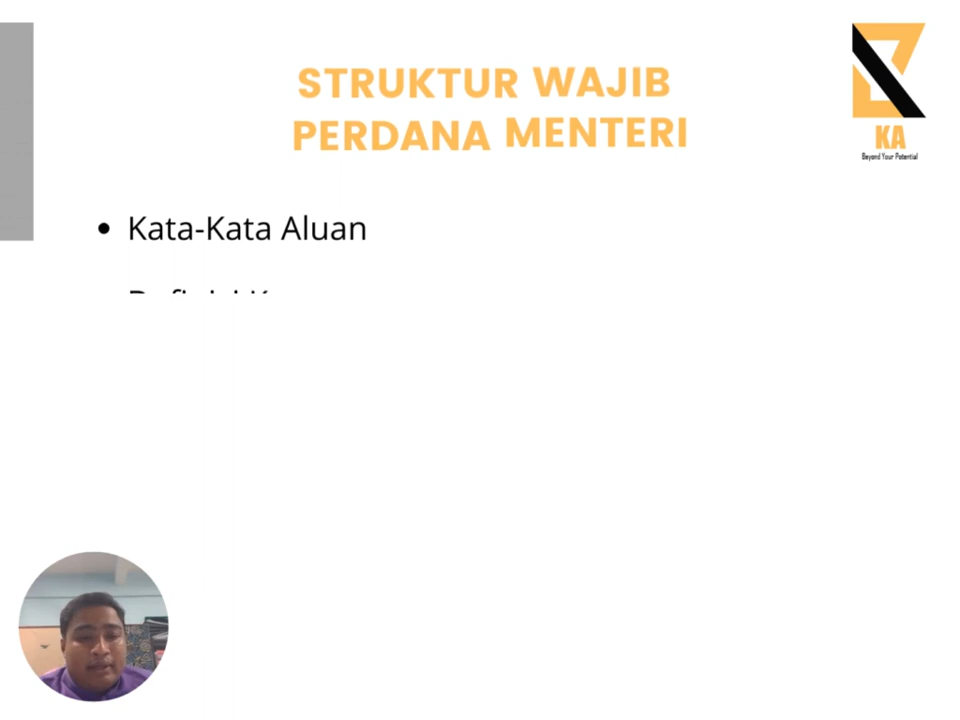 STRUKTUR WAJIB
PERDANA MENTERI
KA
Beyond Your Potential
• Kata-Kata Aluan